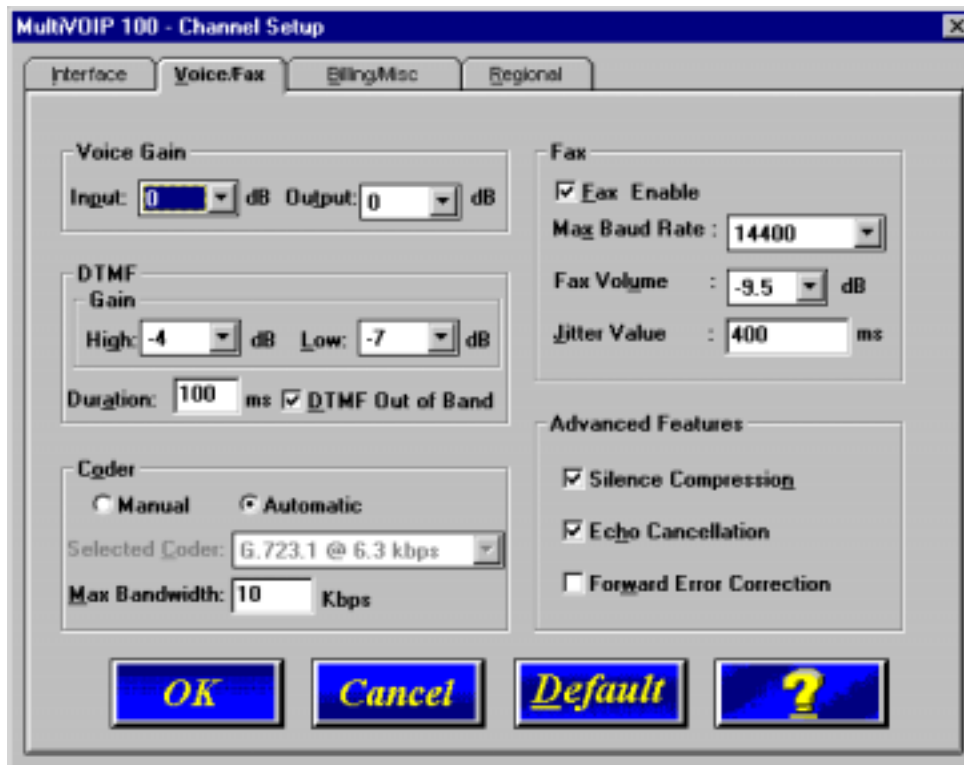 MultiVOIP 100 - Channel Setup
Interface
Voice/Fax
Billing/Misc
Regional
Voice Gain
Input: 0 dB Output: 0 dB
DTMF
Gain
High: -4 dB Low: -7 dB
Duration: 100 ms DTMF Out of Band
Coder
Manual Automatic
Selected Coder: G.723.1 @ 6.3 kbps
Max Bandwidth: 10 Kbps
Fax
Fax Enable
Max Baud Rate : 14400
Fax Volume : -9.5 dB
Jitter Value : 400 ms
Advanced Features
Silence Compression
Echo Cancellation
Forward Error Correction
OK
Cancel
Default
?